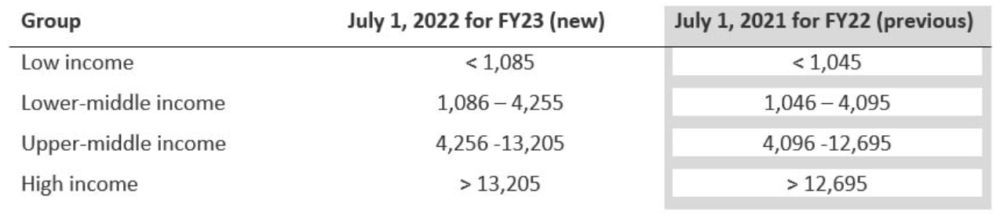 Group July 1, 2022 for FY23 (new) July 1, 2021 for FY22 (previous)
Low income < 1,085 < 1,045
Lower-middle income 1,086 – 4,255 1,046 – 4,095
Upper-middle income 4,256 -13,205 4,096 -12,695
High income > 13,205 > 12,695